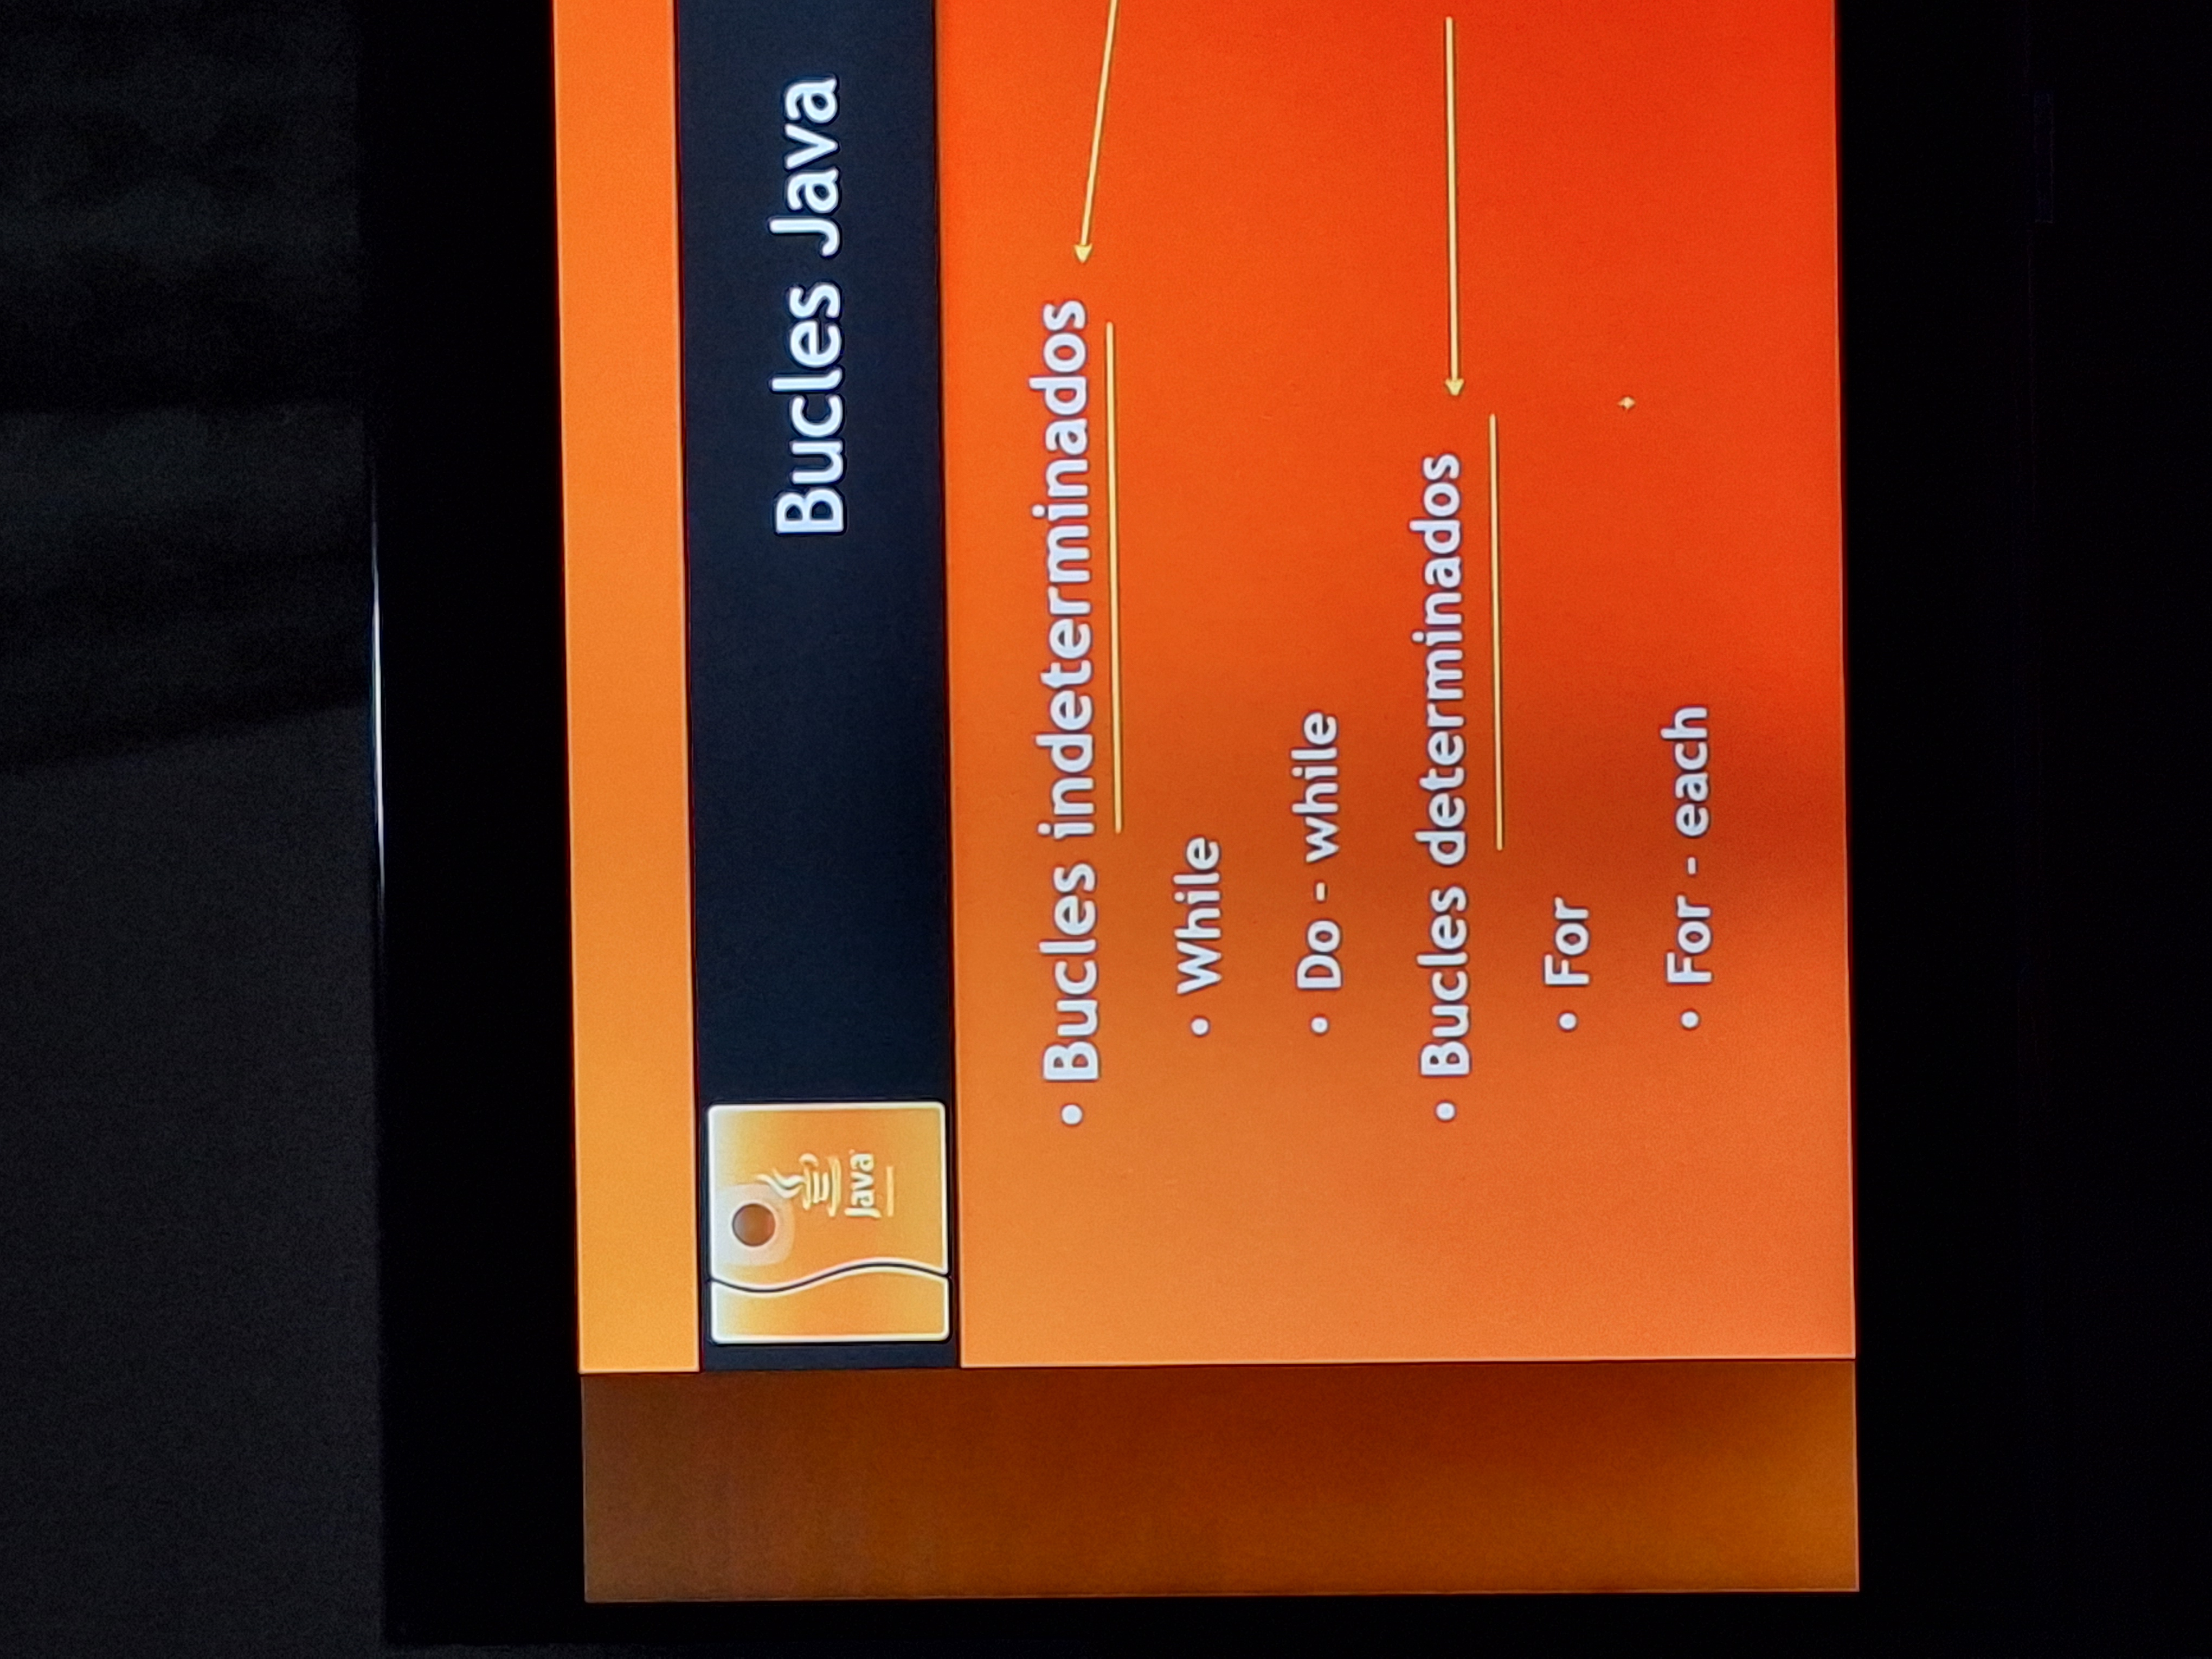 Java
Bucles Java
• Bucles indeterminados
• While
• Do - while
• Bucles determinados
• For
• For - each